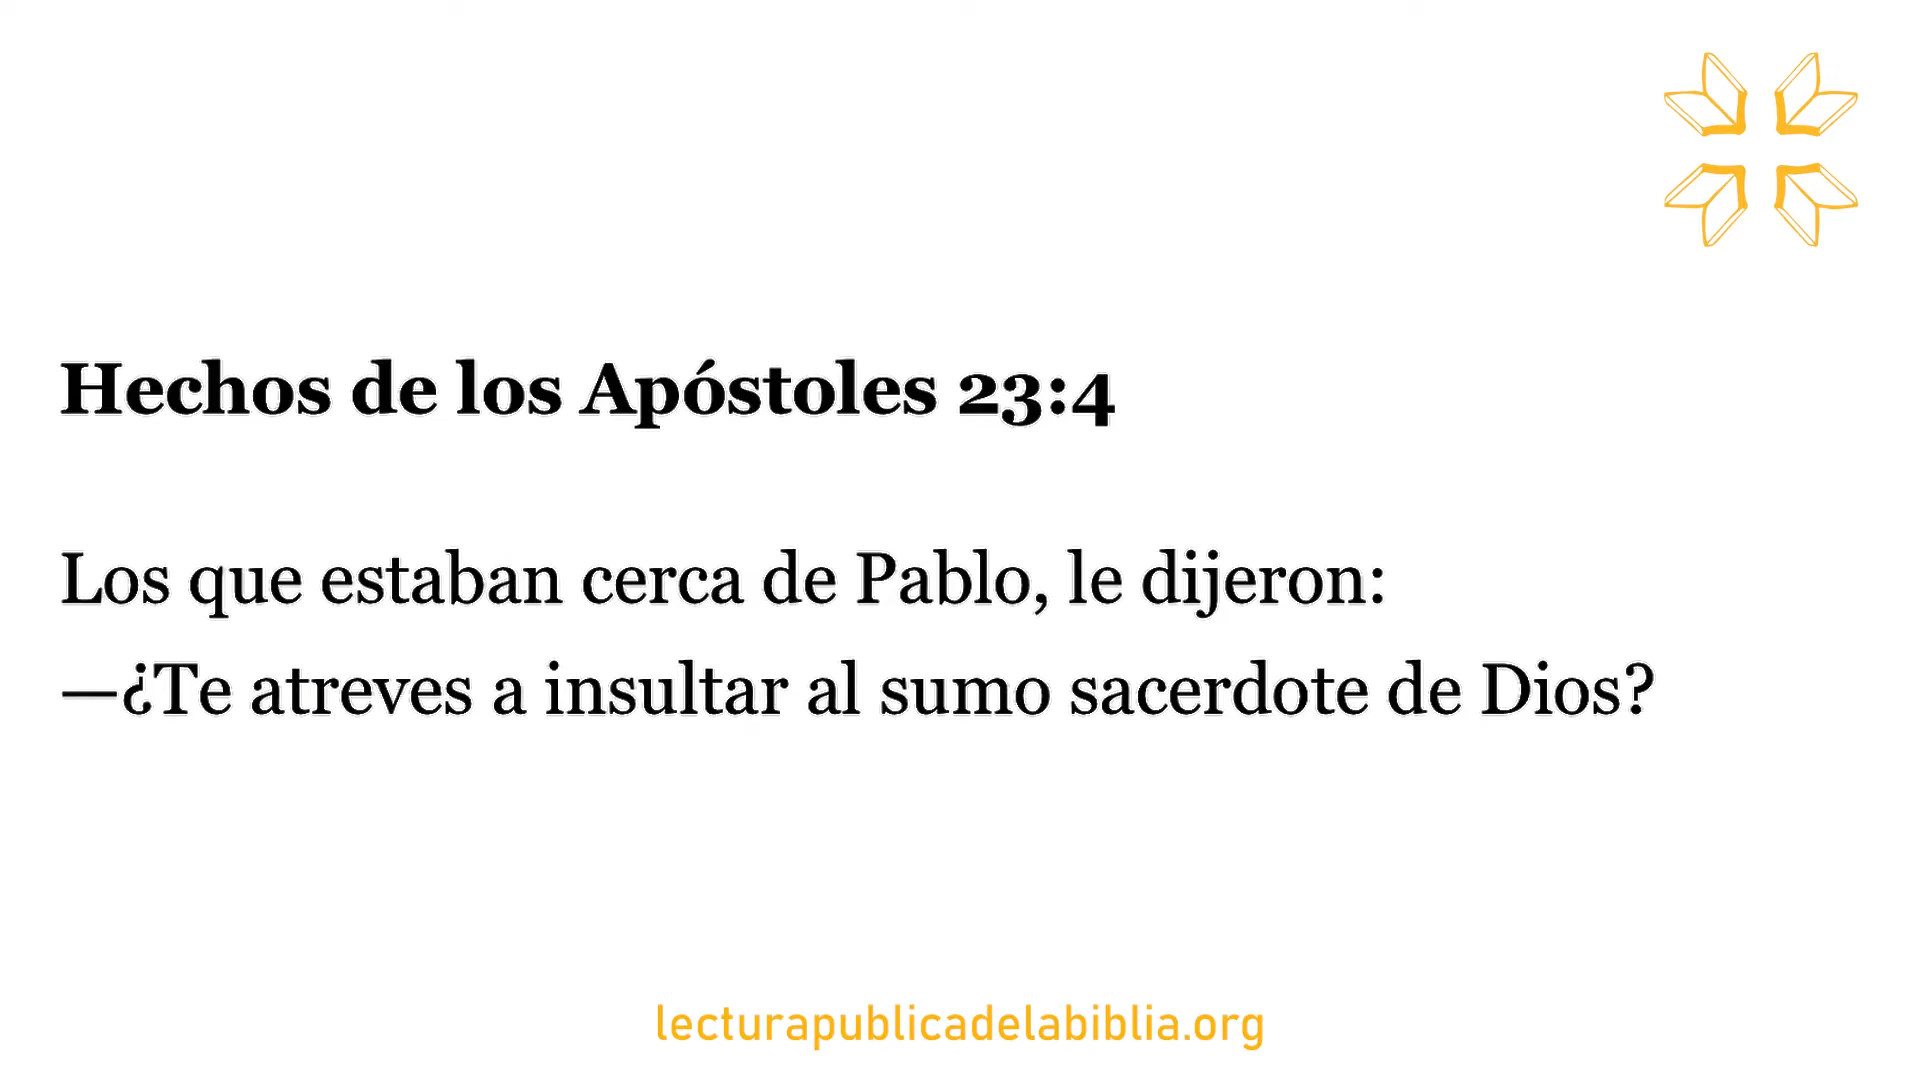 Hechos de los Apóstoles 23:4
Los que estaban cerca de Pablo, le dijeron:
—¿Te atreves a insultar al sumo sacerdote de Dios?
lecturapublicadelabiblia.org